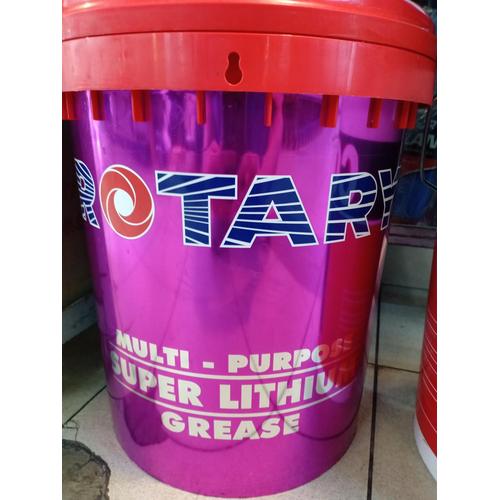 ROTARY
MULTI - PURPOSE
SUPER LITHIUM
GREASE